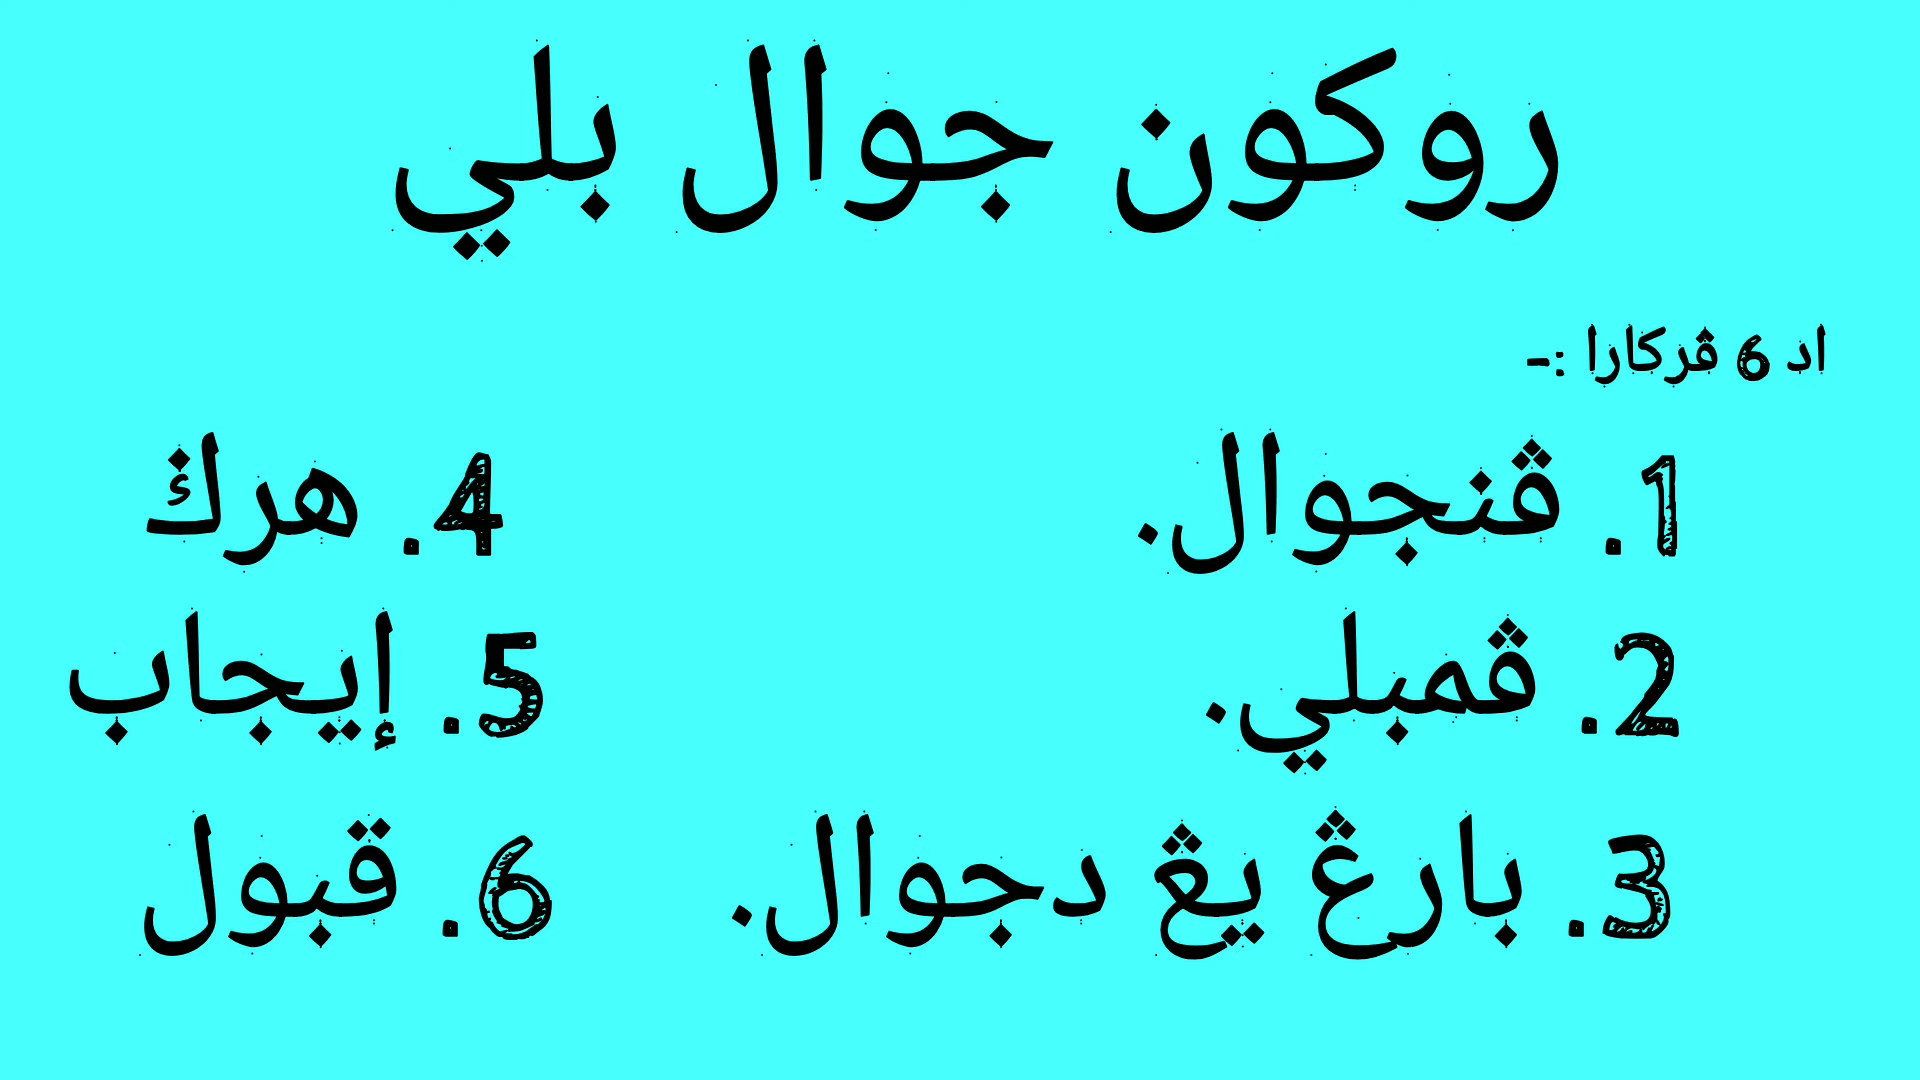 روكون جوال بلي
اد 6 ڤركارا :-
1. ڤنجوال.
2. ڤمبلي.
3. بارڠ يڠ دجوال.
4. هرݢ
5. إيجاب
6. قبول